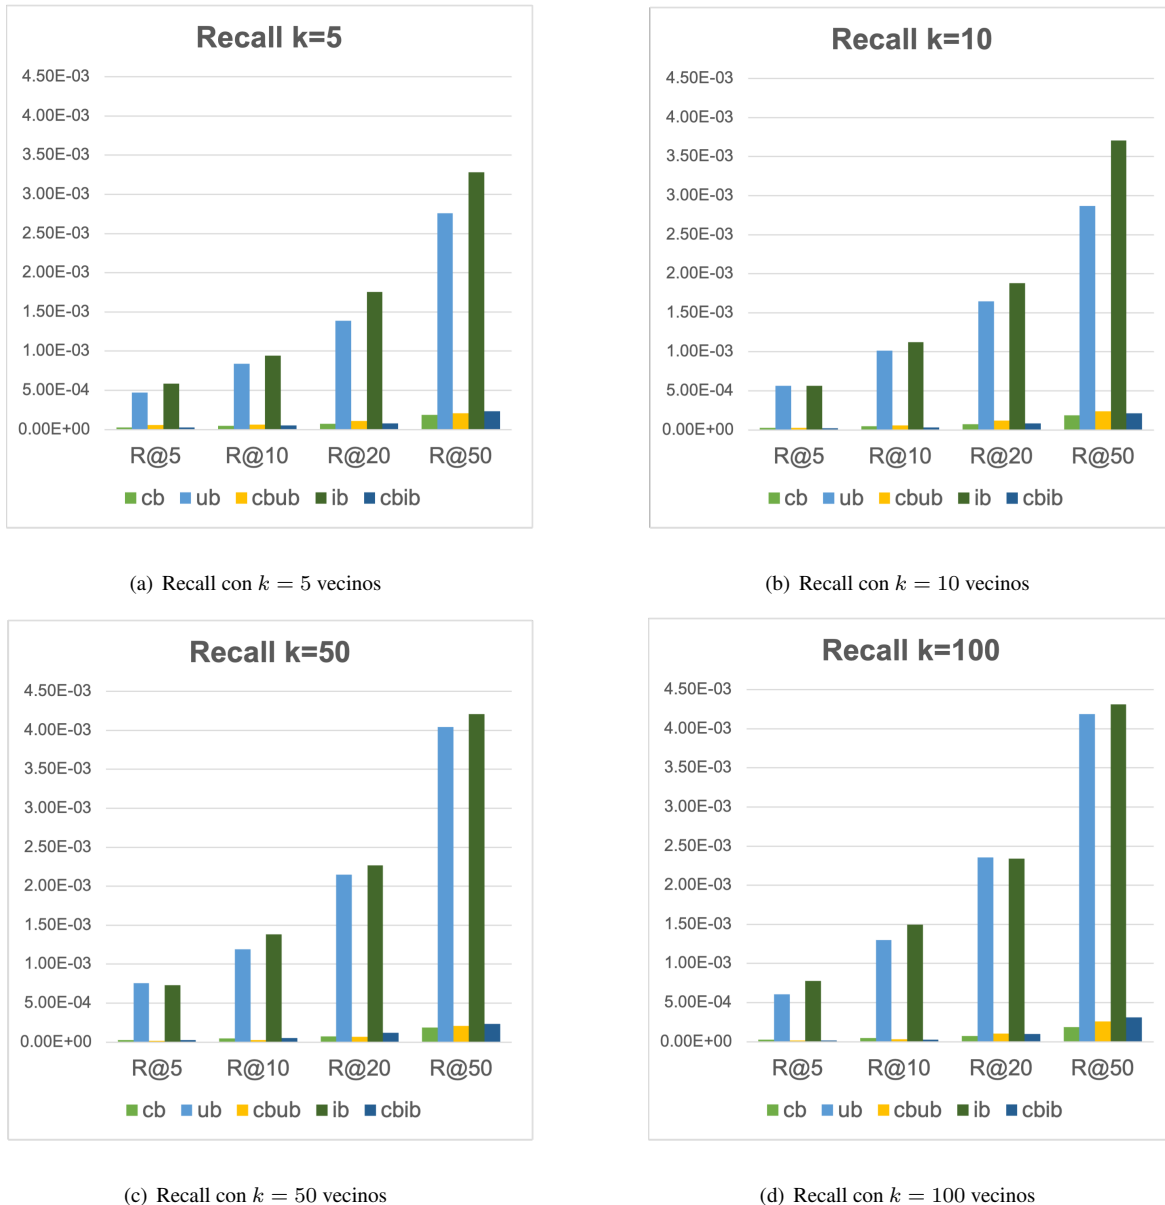 Recall k=5
4.50E-03
4.00E-03
3.50E-03
3.00E-03
2.50E-03
2.00E-03
1.50E-03
1.00E-03
5.00E-04
0.00E+00
R@5 R@10 R@20 R@50
cb ub cbub ib cbib
(a) Recall con k = 5 vecinos
Recall k=10
4.50E-03
4.00E-03
3.50E-03
3.00E-03
2.50E-03
2.00E-03
1.50E-03
1.00E-03
5.00E-04
0.00E+00
R@5 R@10 R@20 R@50
cb ub cbub ib cbib
(b) Recall con k = 10 vecinos
Recall k=50
4.50E-03
4.00E-03
3.50E-03
3.00E-03
2.50E-03
2.00E-03
1.50E-03
1.00E-03
5.00E-04
0.00E+00
R@5 R@10 R@20 R@50
cb ub cbub ib cbib
(c) Recall con k = 50 vecinos
Recall k=100
4.50E-03
4.00E-03
3.50E-03
3.00E-03
2.50E-03
2.00E-03
1.50E-03
1.00E-03
5.00E-04
0.00E+00
R@5 R@10 R@20 R@50
cb ub cbub ib cbib
(d) Recall con k = 100 vecinos